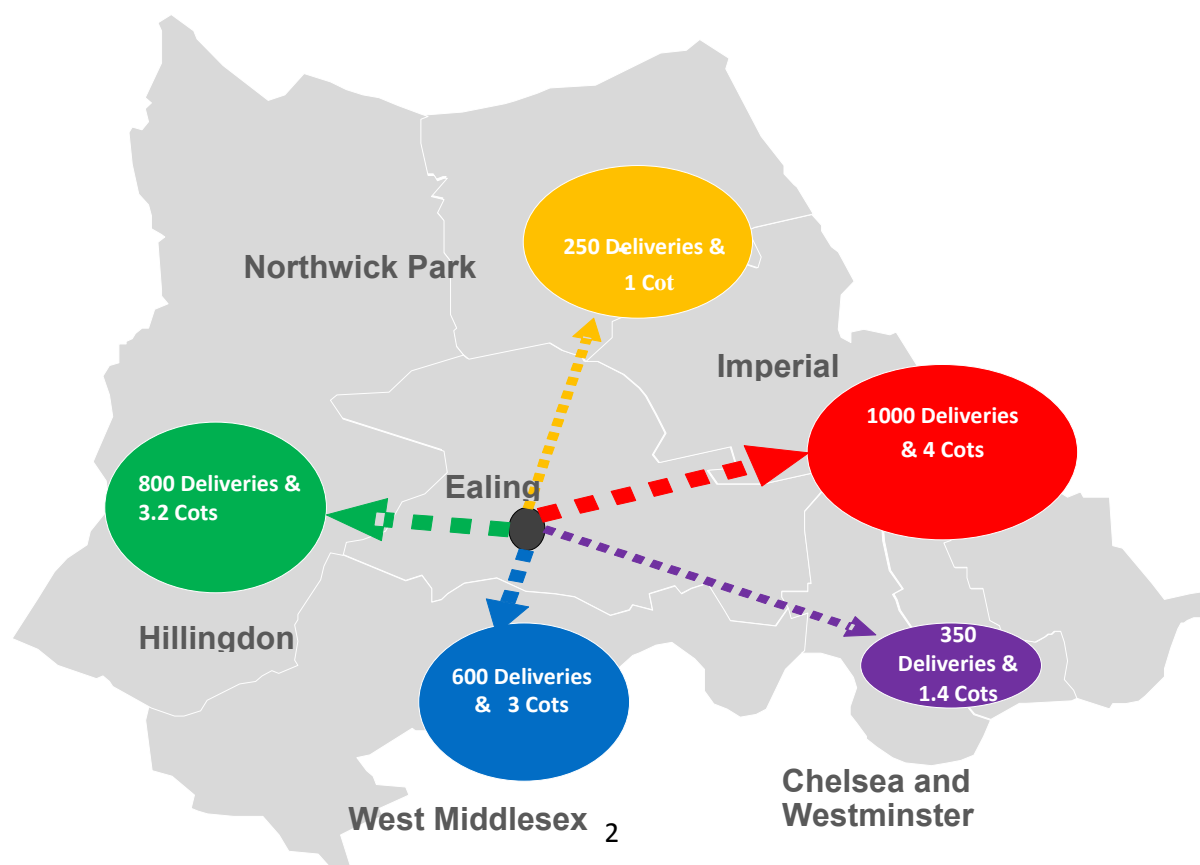 Northwick Park
250 Deliveries &
1 Cot
Imperial
1000 Deliveries
& 4 Cots
Ealing
800 Deliveries &
3.2 Cots
Hillingdon
600 Deliveries
& 3 Cots
350
Deliveries &
1.4 Cots
Chelsea and
Westminster
West Middlesex
2